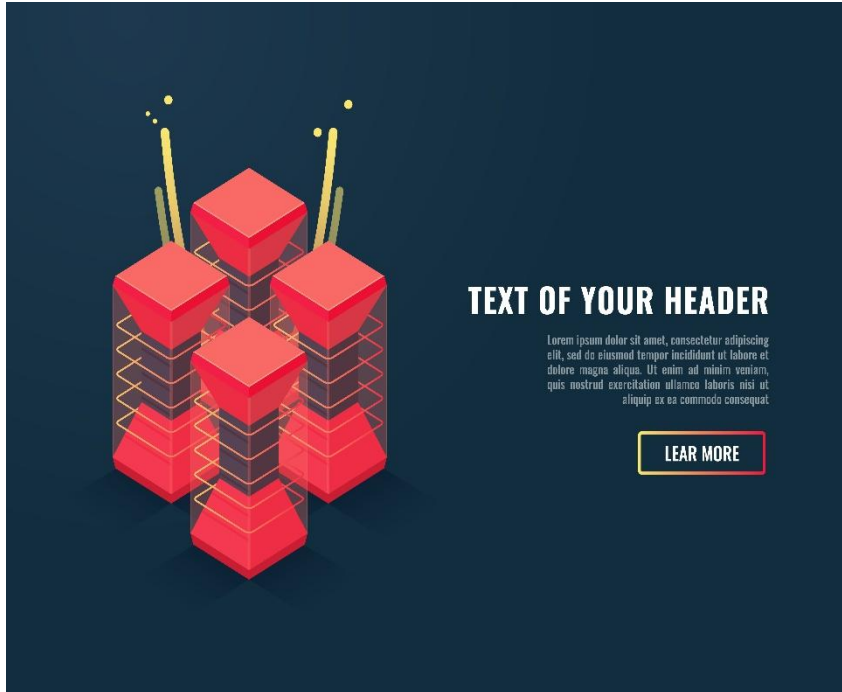 TEXT OF YOUR HEADER
Lorem ipsum dolor sit amet, consectetur adipiscing
elit, sed do eiusmod tempor incididunt ut labore et
dolore magna aliqua. Ut enim ad minim veniam,
quis nostrud exercitation ullamco laboris nisi ut
aliquip ex ea commodo consequat
LEAR MORE